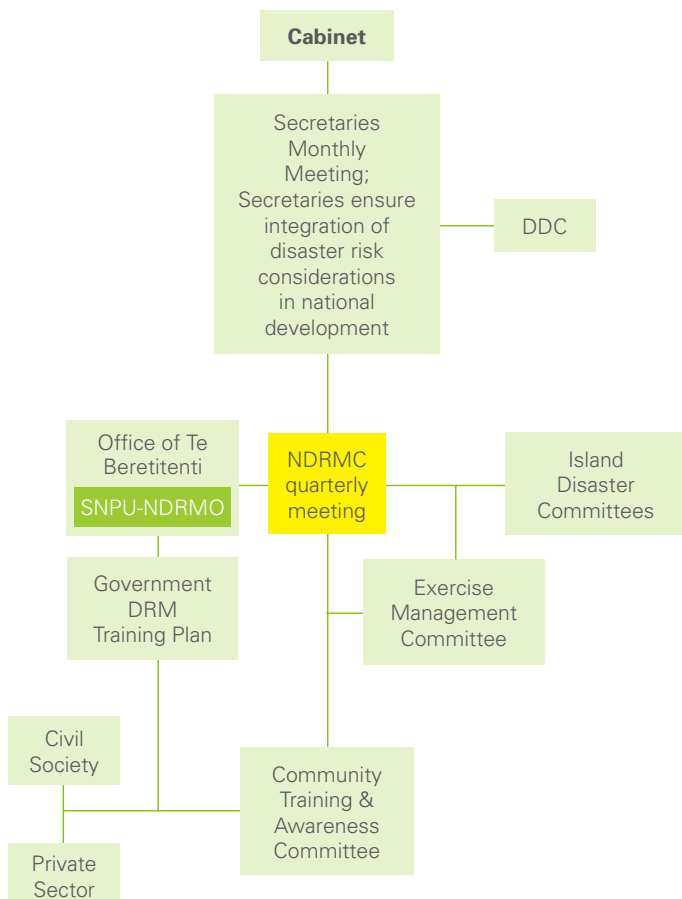 Cabinet
Secretaries
Monthly
Meeting;
Secretaries ensure
integration of
disaster risk
considerations
in national
development
DDC
Office of Te
Beretitenti
SNPU-NDRMO
NDRMC
quarterly
meeting
Island
Disaster
Committees
Government
DRM
Training Plan
Exercise
Management
Committee
Civil
Society
Community
Training &
Awareness
Committee
Private
Sector